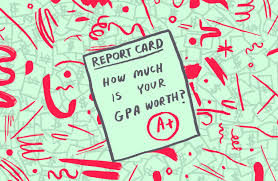 REPORT CARD
HOW MUCH
IS YOUR
GPA WORTH?
A+